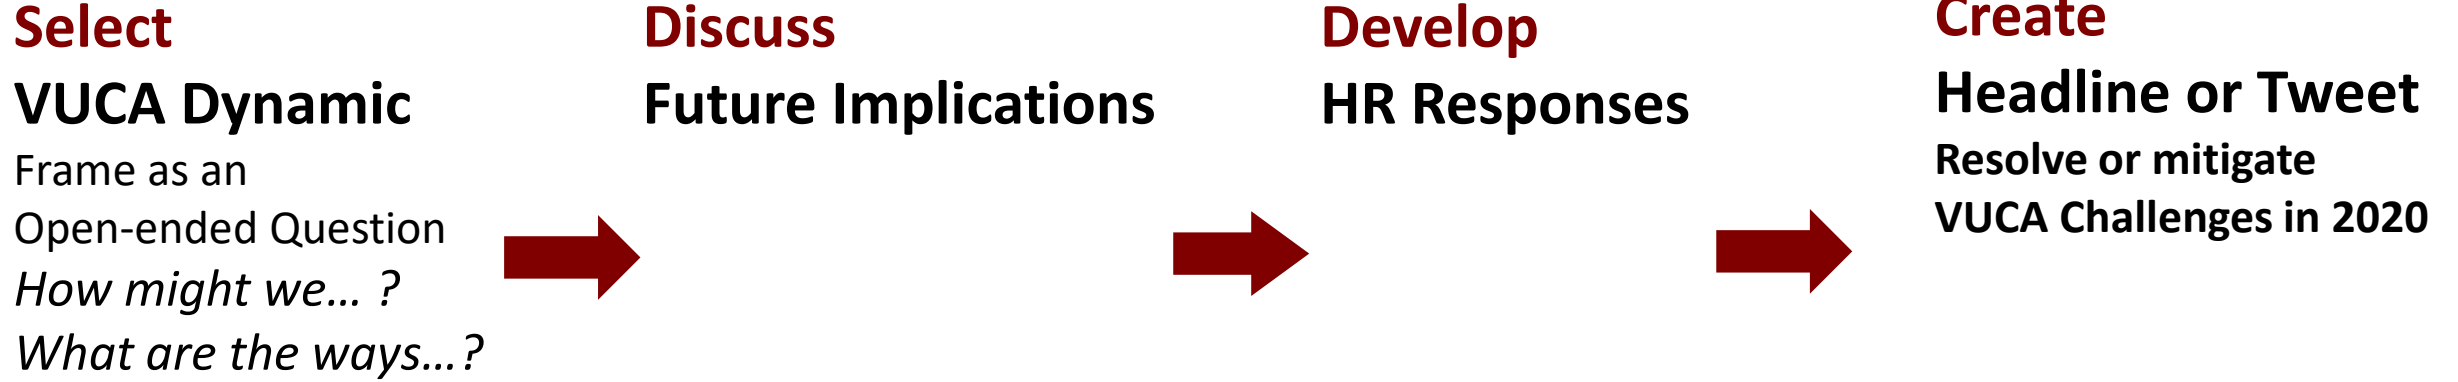 Select
VUCA Dynamic
Frame as an
Open-ended Question
How might we... ?
What are the ways...?
Discuss
Future Implications
Develop
HR Responses
Create
Headline or Tweet
Resolve or mitigate
VUCA Challenges in 2020